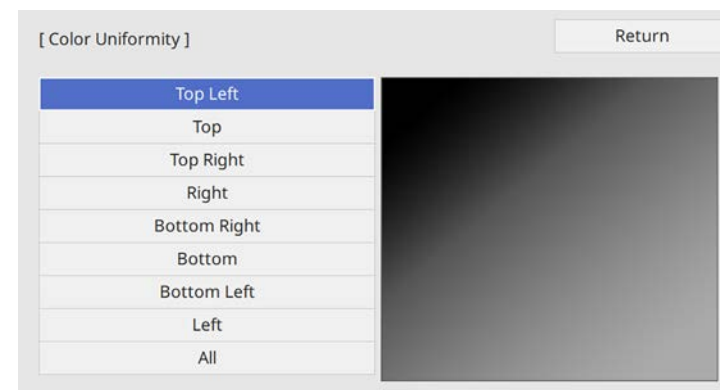 [ Color Uniformity ]
Return
Top Left
Top
Top Right
Right
Bottom Right
Bottom
Bottom Left
Left
All